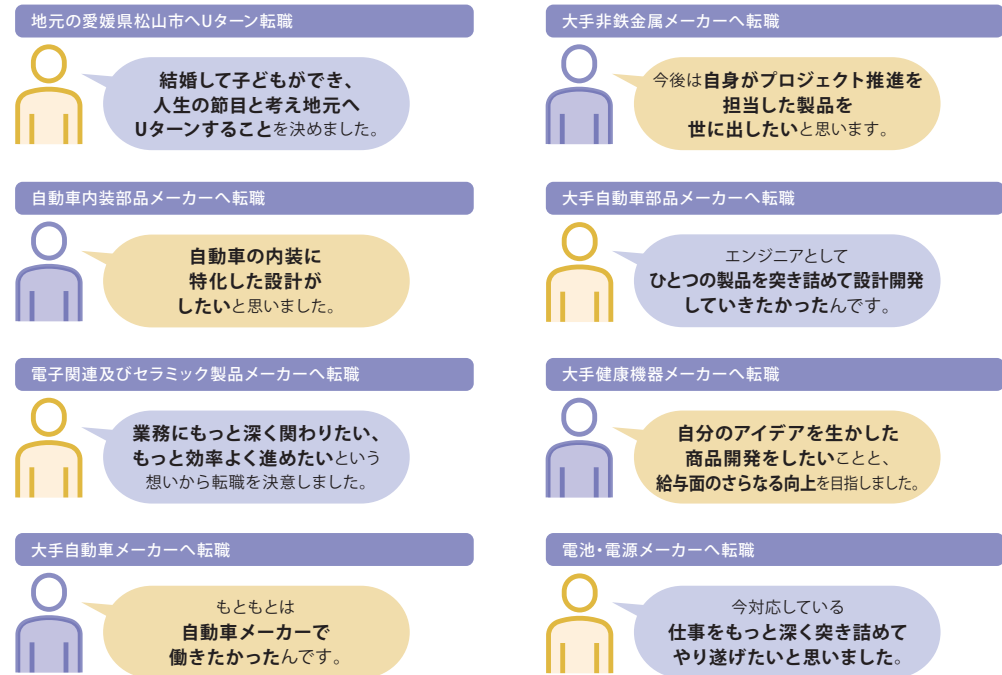 地元の愛媛県松山市へUターン転職
結婚して子どもができ、
人生の節目と考え地元へ
Uターンすることを決めました。
大手非鉄金属メーカーへ転職
今後は自身がプロジェクト推進を
担当した製品を
世に出したいと思います。
自動車内装部品メーカーへ転職
自動車の内装に
特化した設計が
したいと思いました。
大手自動車部品メーカーへ転職
エンジニアとして
ひとつの製品を突き詰めて設計開発
していきたかったんです。
電子関連及びセラミック製品メーカーへ転職
業務にもっと深く関わりたい、
もっと効率よく進めたいという
想いから転職を決意しました。
大手健康機器メーカーへ転職
自分のアイデアを生かした
商品開発をしたいことと、
給与面のさらなる向上を目指しました。
大手自動車メーカーへ転職
もともとは
自動車メーカーで
働きたかったんです。
電池・電源メーカーへ転職
今対応している
仕事をもっと深く突き詰めて
やり遂げたいと思いました。